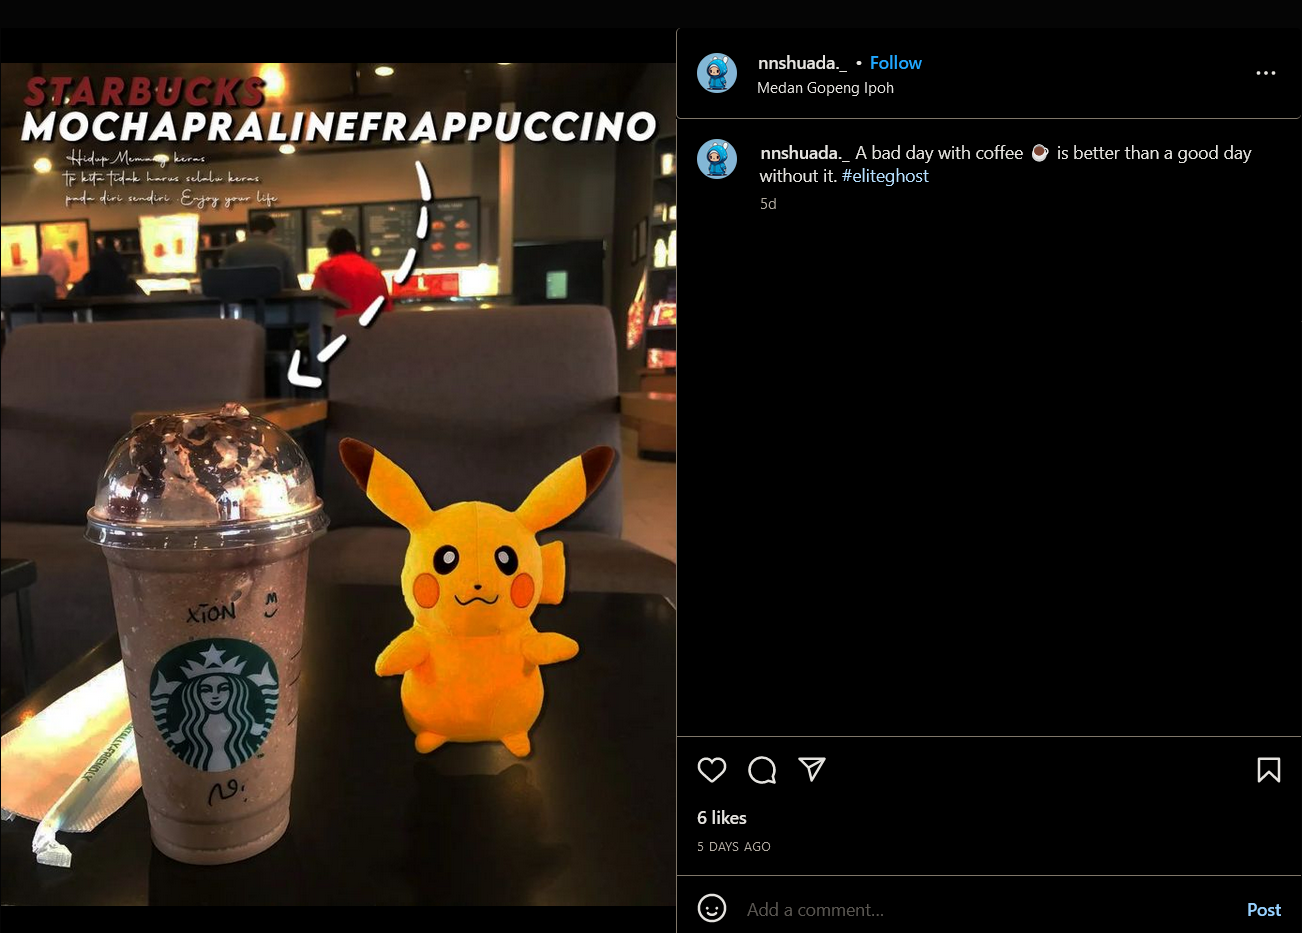 STARBUCKS
MOCHAPRALINEFRAPPUCCINO
Hidup Memang keras
tp kita tidak harus selalu keras
pada diri sendiri .Enjoy your life
XION
ENTALLY-FRIENDLY
nnshuada._ • Follow
Medan Gopeng Ipoh
nnshuada._ A bad day with coffee ☕ is better than a good day
without it. #eliteghost
5d
6 likes
5 DAYS AGO
Add a comment...
Post